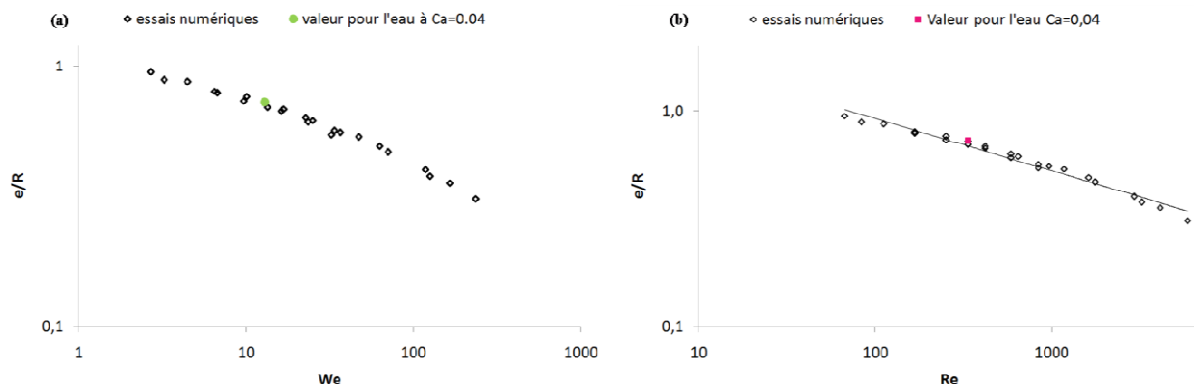 (a)
essais numériques
valeur pour l'eau à Ca=0.04
1
e/R
0,1
1
10
100
1000
We
(b)
essais numériques
Valeur pour l'eau Ca=0,04
1,0
e/R
0,1
10
100
1000
Re